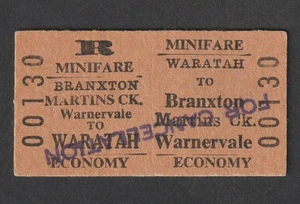 00130
R
MINIFARE
BRANXTON
MARTINS CK.
Warnervale
TO
WARATAH
ECONOMY
MINIFARE
WARATAH
TO
Branxton
Martins Ck.
Warnervale
ECONOMY
00130
FOR CANCELLATION